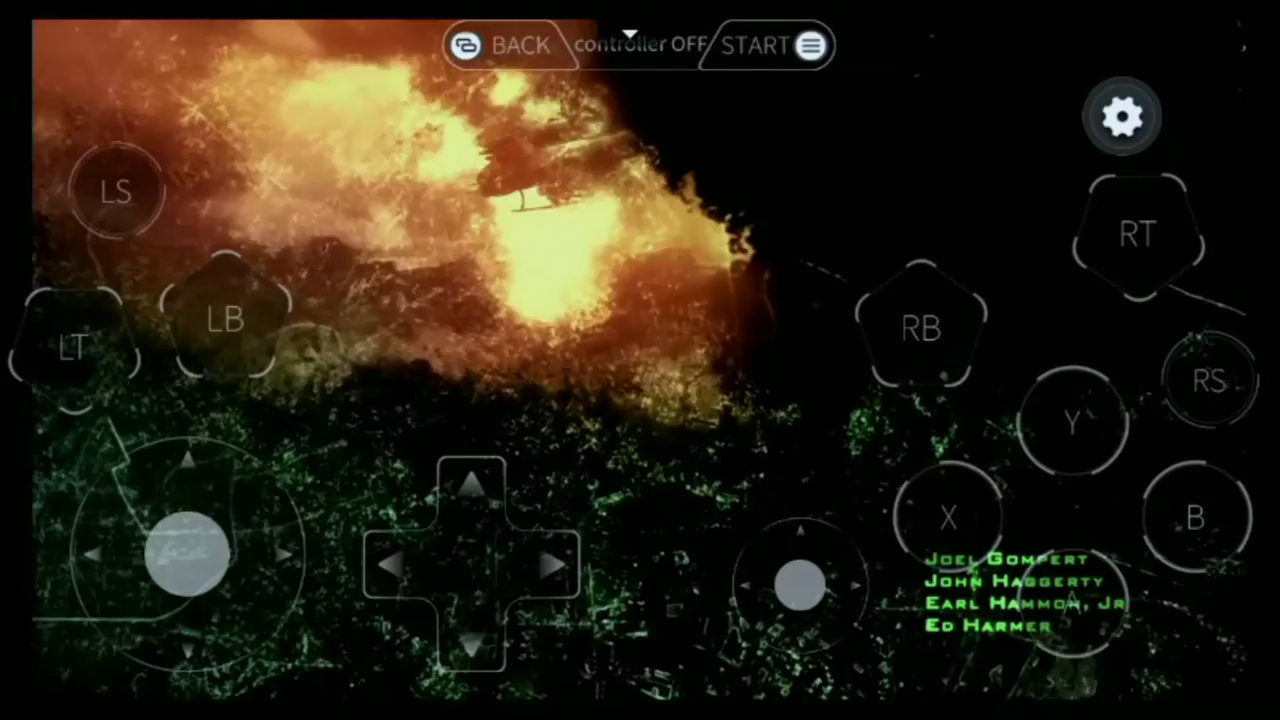 BACK
controller OFF
START
LS
RT
LB
RB
LT
RS
Y
X
B
Joel Gompert
John Haggerty
Earl Hammon, Jr
Ed Harmer
A